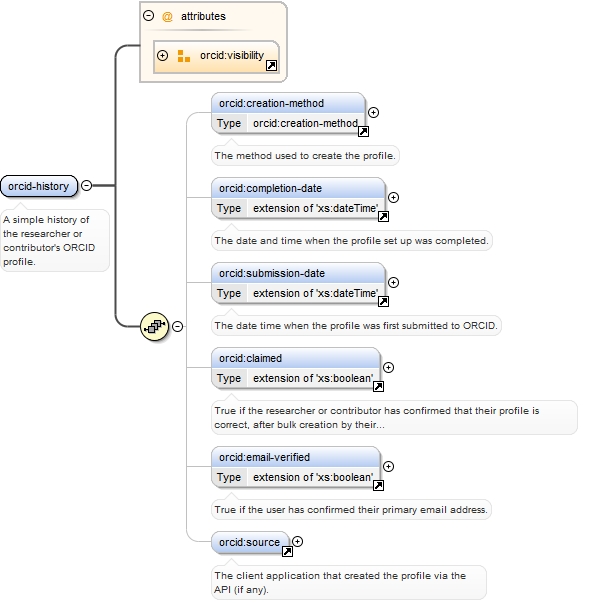 @ attributes
orcid:visibility
orcid:creation-method
Type orcid:creation-method
The method used to create the profile.
orcid-history
orcid:completion-date
Type extension of 'xs:dateTime'
A simple history of
the researcher or
contributor's ORCID
profile.
The date and time when the profile set up was completed.
orcid:submission-date
Type extension of 'xs:dateTime'
The date time when the profile was first submitted to ORCID.
orcid:claimed
Type extension of 'xs:boolean'
True if the researcher or contributor has confirmed that their profile is
correct, after bulk creation by their...
orcid:email-verified
Type extension of 'xs:boolean'
True if the user has confirmed their primary email address.
orcid:source
The client application that created the profile via the
API (if any).